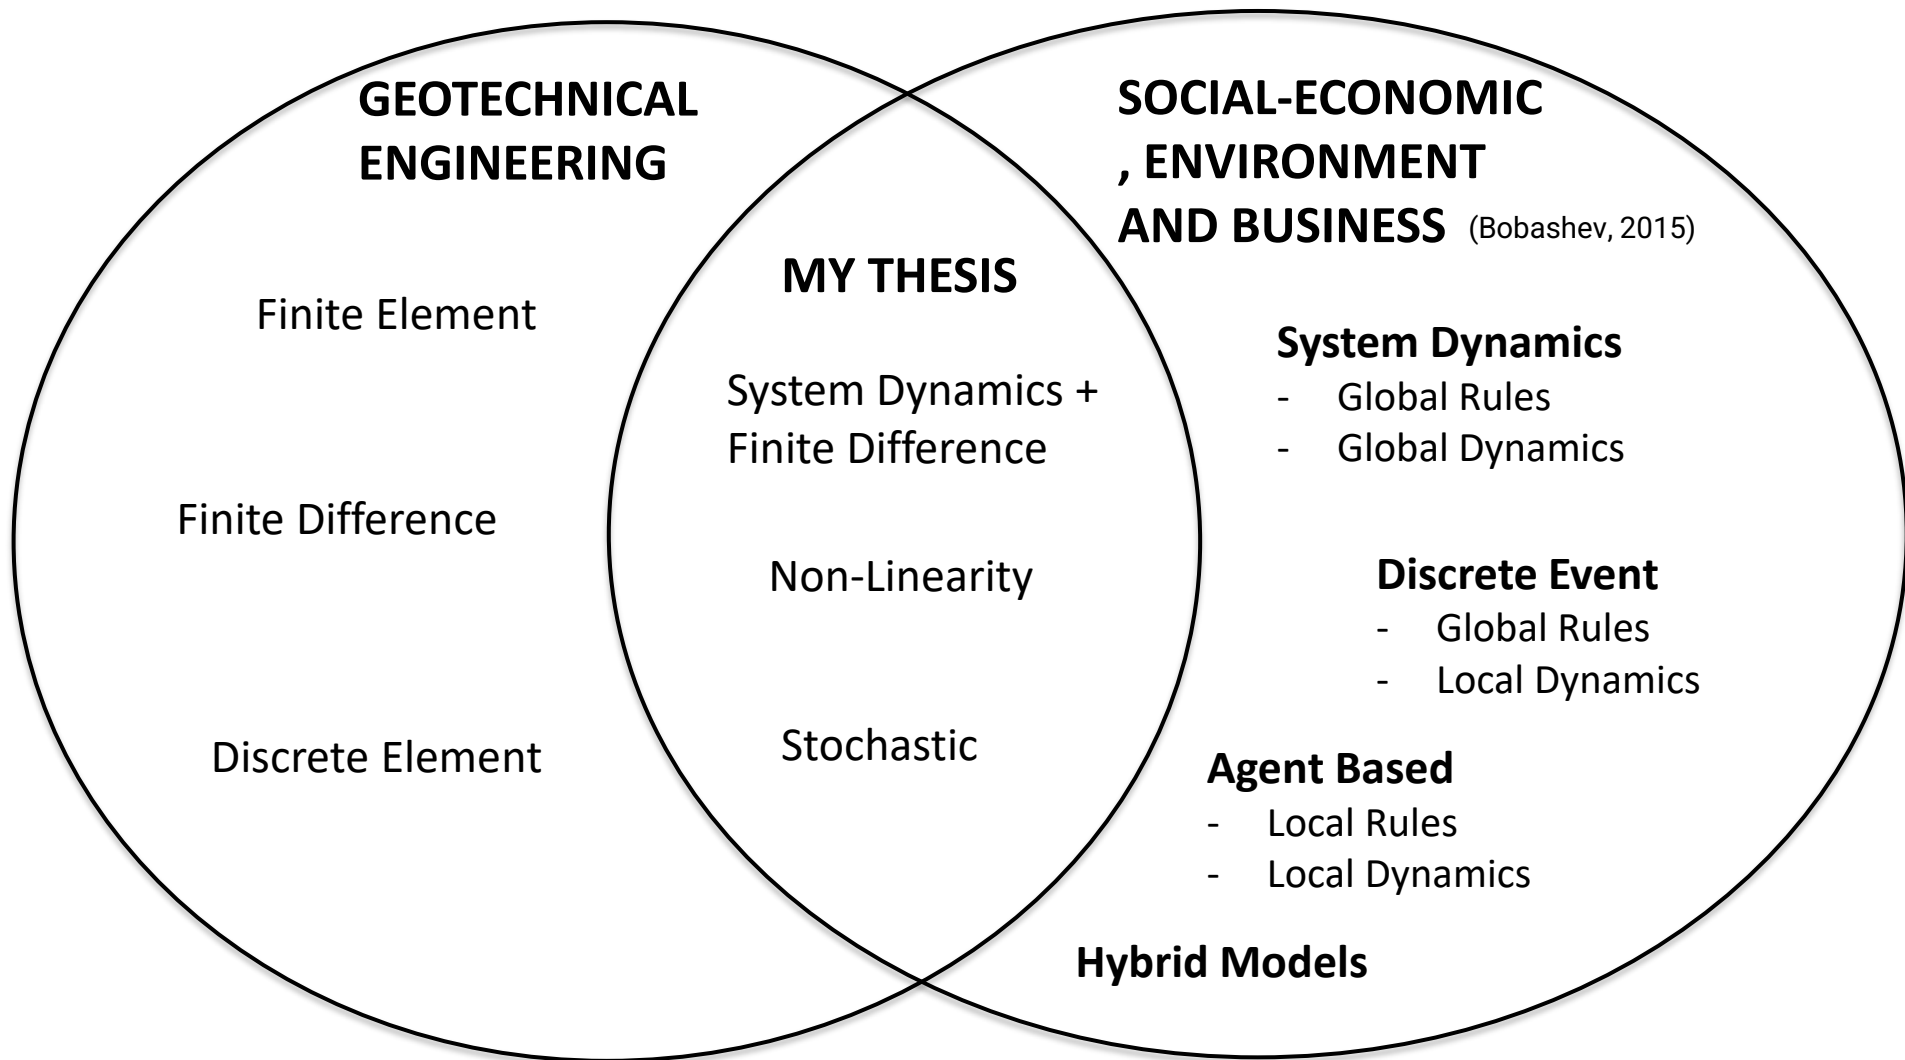 GEOTECHNICAL
ENGINEERING
Finite Element
Finite Difference
Discrete Element
MY THESIS
System Dynamics +
Finite Difference
Non-Linearity
Stochastic
SOCIAL-ECONOMIC
, ENVIRONMENT
AND BUSINESS (Bobashev, 2015)
System Dynamics
- Global Rules
- Global Dynamics
Discrete Event
- Global Rules
- Local Dynamics
Agent Based
- Local Rules
- Local Dynamics
Hybrid Models